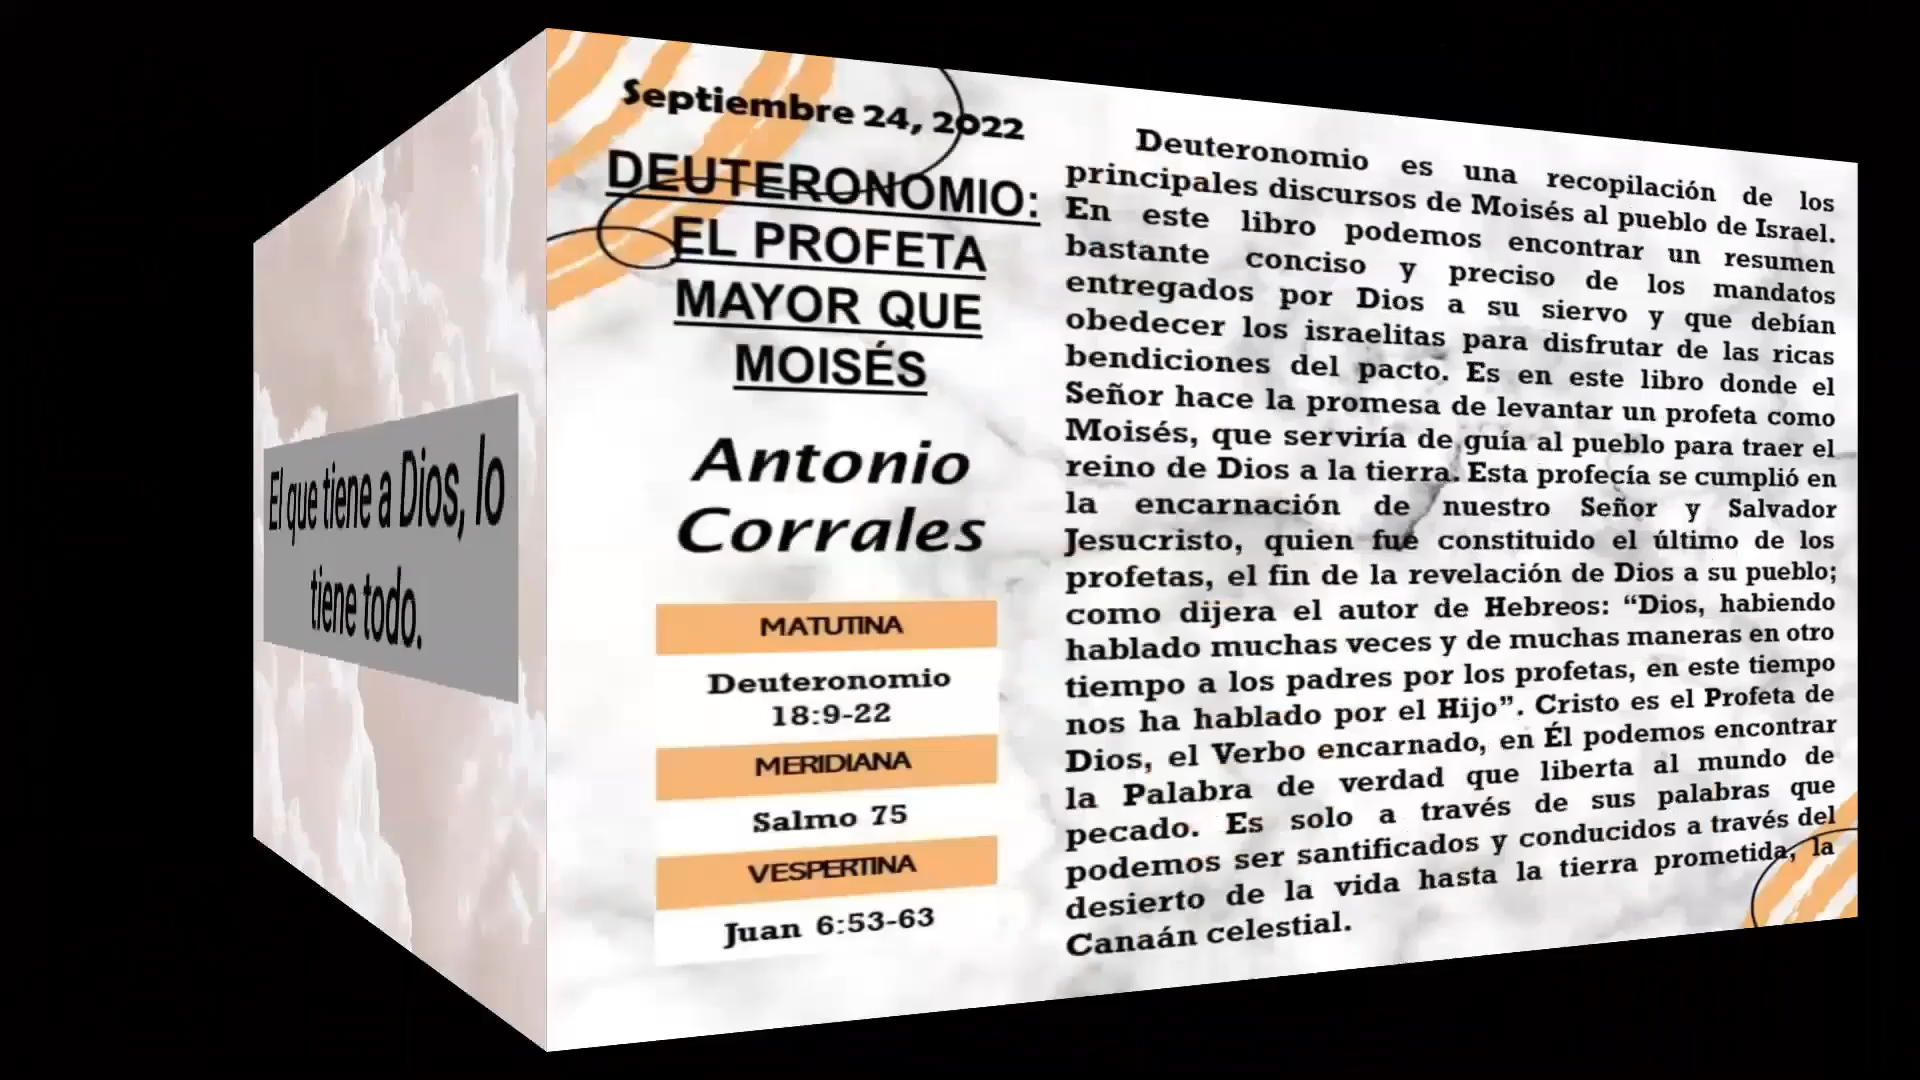 El que tiene a Dios, lo
tiene todo.
Septiembre 24, 2022
DEUTERONOMIO:
EL PROFETA
MAYOR QUE
MOISÉS
Antonio
Corrales
MATUTINA
Deuteronomio
18:9-22
MERIDIANA
Salmo 75
VESPERTINA
Juan 6:53-63
Deuteronomio es una recopilación de los
principales discursos de Moisés al pueblo de Israel.
En este libro podemos encontrar un resumen
bastante conciso y preciso de los mandatos
entregados por Dios a su siervo y que debían
obedecer los israelitas para disfrutar de las ricas
bendiciones del pacto. Es en este libro donde el
Señor hace la promesa de levantar un profeta como
Moisés, que serviría de guía al pueblo para traer el
reino de Dios a la tierra. Esta profecía se cumplió en
la encarnación de nuestro Señor y Salvador
Jesucristo, quien fue constituido el último de los
profetas, el fin de la revelación de Dios a su pueblo;
como dijera el autor de Hebreos: “Dios, habiendo
hablado muchas veces y de muchas maneras en otro
tiempo a los padres por los profetas, en este tiempo
nos ha hablado por el Hijo”. Cristo es el Profeta de
Dios, el Verbo encarnado, en Él podemos encontrar
la Palabra de verdad que liberta al mundo de
pecado. Es solo a través de sus palabras que
podemos ser santificados y conducidos a través del
desierto de la vida hasta la tierra prometida, la
Canaán celestial.